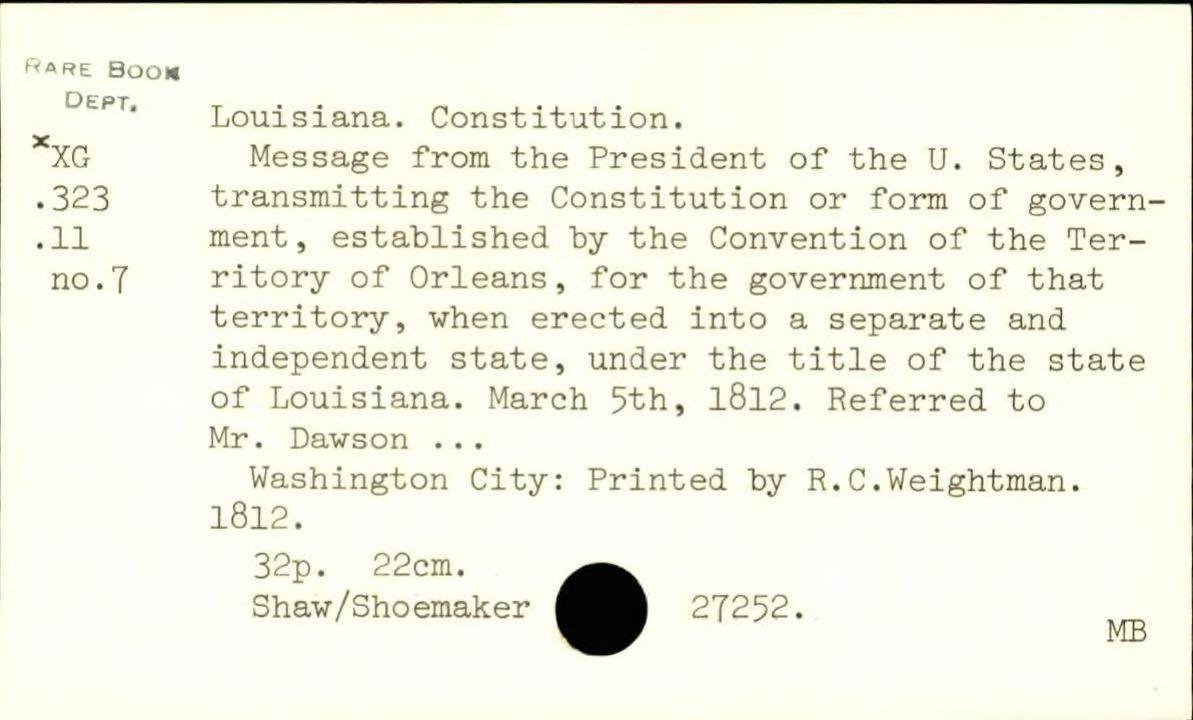 RARE BOOK
DEPT.
Louisiana. Constitution.
xXG
Message from the President of the U. States,
.323
transmitting the Constitution or form of govern-
.11
ment, established by the Convention of the Ter-
no.7
ritory of Orleans, for the government of that
territory, when erected into a separate and
independent state, under the title of the state
of Louisiana. March 5th, 1812. Referred to
Mr. Dawson ...
Washington City: Printed by R.C.Weightman.
1812.
32p. 22cm.
Shaw/Shoemaker 27252.
MB